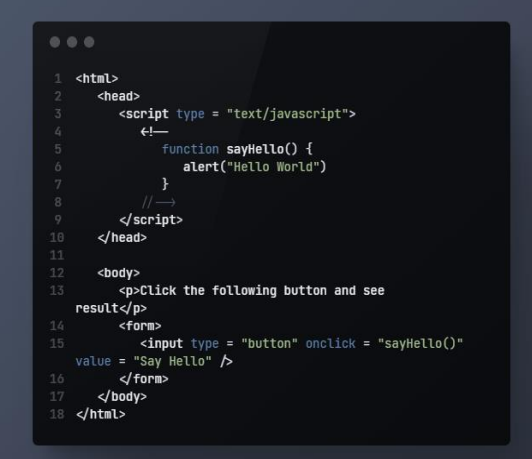 1 <html>
2    <head>
3       <script type = "text/javascript">
4          <!--
5             function sayHello() {
6                alert("Hello World")
7             }
8          //-->
9       </script>
10    </head>
11
12    <body>
13       <p>Click the following button and see
result</p>
14       <form>
15          <input type = "button" onclick = "sayHello()"
value = "Say Hello" />
16       </form>
17    </body>
18 </html>